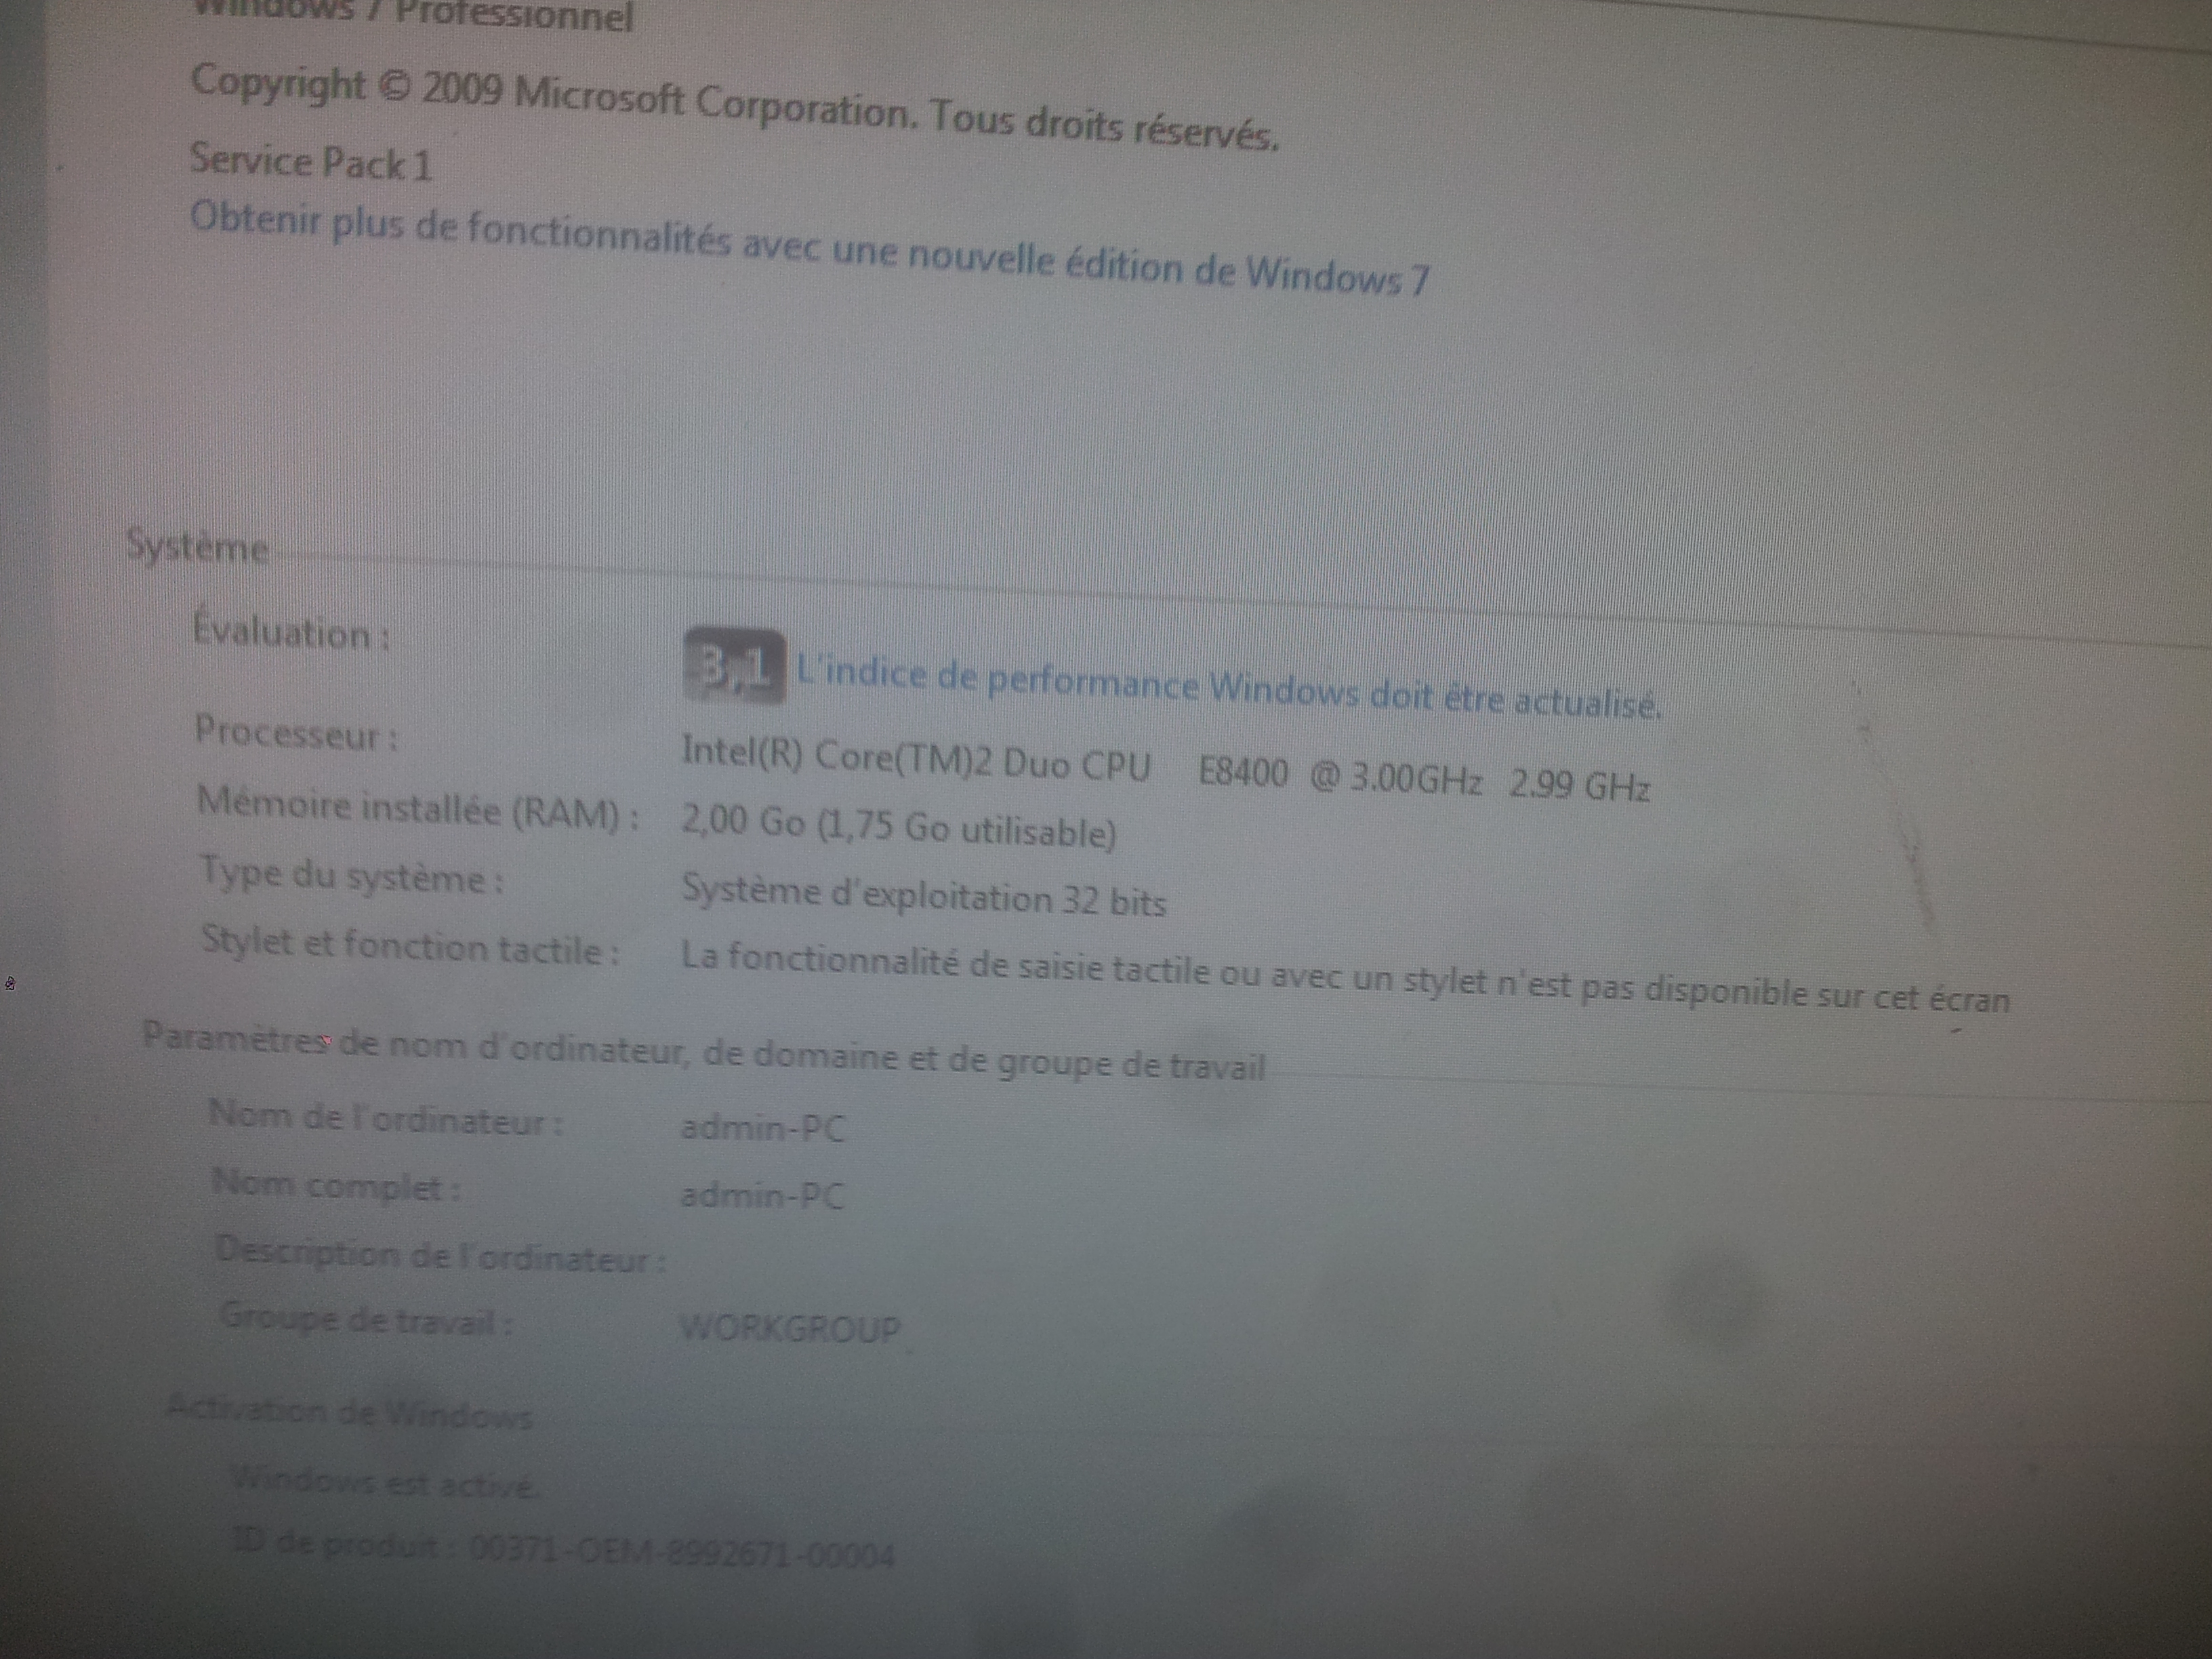 Windows 7 Professionnel
Copyright © 2009 Microsoft Corporation. Tous droits réservés.
Service Pack 1
Obtenir plus de fonctionnalités avec une nouvelle édition de Windows 7
Système
Évaluation :
3,1 L'indice de performance Windows doit être actualisé.
Processeur : Intel(R) Core(TM)2 Duo CPU E8400 @ 3.00GHz 2.99 GHz
Mémoire installée (RAM) : 2,00 Go (1,75 Go utilisable)
Type du système : Système d'exploitation 32 bits
Stylet et fonction tactile : La fonctionnalité de saisie tactile ou avec un stylet n'est pas disponible sur cet écran
Paramètres de nom d'ordinateur, de domaine et de groupe de travail
Nom de l'ordinateur : admin-PC
Nom complet : admin-PC
Description de l'ordinateur :
Groupe de travail : WORKGROUP
Activation de Windows
Windows est activé.
ID de produit : 00371-OEM-8992671-00004